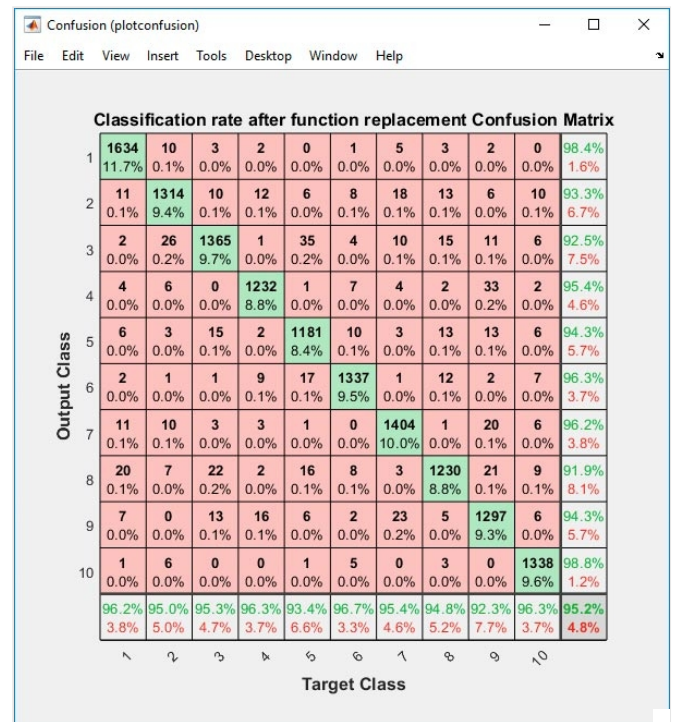 Confusion (plotconfusion)
File Edit View Insert Tools Desktop Window Help
Classification rate after function replacement Confusion Matrix
Output Class
1 1634 10 3 2 0 1 5 3 2 0 98.4%
11.7% 0.1% 0.0% 0.0% 0.0% 0.0% 0.0% 0.0% 0.0% 0.0% 1.6%
2 11 1314 10 12 6 8 18 13 6 10 93.3%
0.1% 9.4% 0.1% 0.1% 0.0% 0.1% 0.1% 0.1% 0.0% 0.1% 6.7%
3 2 26 1365 1 35 4 10 15 11 6 92.5%
0.0% 0.2% 9.7% 0.0% 0.2% 0.0% 0.1% 0.1% 0.1% 0.0% 7.5%
4 4 6 0 1232 1 7 4 2 33 2 95.4%
0.0% 0.0% 0.0% 8.8% 0.0% 0.0% 0.0% 0.0% 0.2% 0.0% 4.6%
5 6 3 15 2 1181 10 3 13 13 6 94.3%
0.0% 0.0% 0.1% 0.0% 8.4% 0.1% 0.0% 0.1% 0.1% 0.0% 5.7%
6 2 1 1 9 17 1337 1 12 2 7 96.3%
0.0% 0.0% 0.0% 0.1% 0.1% 9.5% 0.0% 0.1% 0.0% 0.0% 3.7%
7 11 10 3 3 1 0 1404 1 20 6 96.2%
0.1% 0.1% 0.0% 0.0% 0.0% 0.0% 10.0% 0.0% 0.1% 0.0% 3.8%
8 20 7 22 2 16 8 3 1230 21 9 91.9%
0.1% 0.0% 0.2% 0.0% 0.1% 0.1% 0.0% 8.8% 0.1% 0.1% 8.1%
9 7 0 13 16 6 2 23 5 1297 6 94.3%
0.0% 0.0% 0.1% 0.1% 0.0% 0.0% 0.2% 0.0% 9.3% 0.0% 5.7%
10 1 6 0 0 1 5 0 3 0 1338 98.8%
0.0% 0.0% 0.0% 0.0% 0.0% 0.0% 0.0% 0.0% 0.0% 9.6% 1.2%
96.2% 95.0% 95.3% 96.3% 93.4% 96.7% 95.4% 94.8% 92.3% 96.3% 95.2%
3.8% 5.0% 4.7% 3.7% 6.6% 3.3% 4.6% 5.2% 7.7% 3.7% 4.8%
1 2 3 4 5 6 7 8 9 10
Target Class